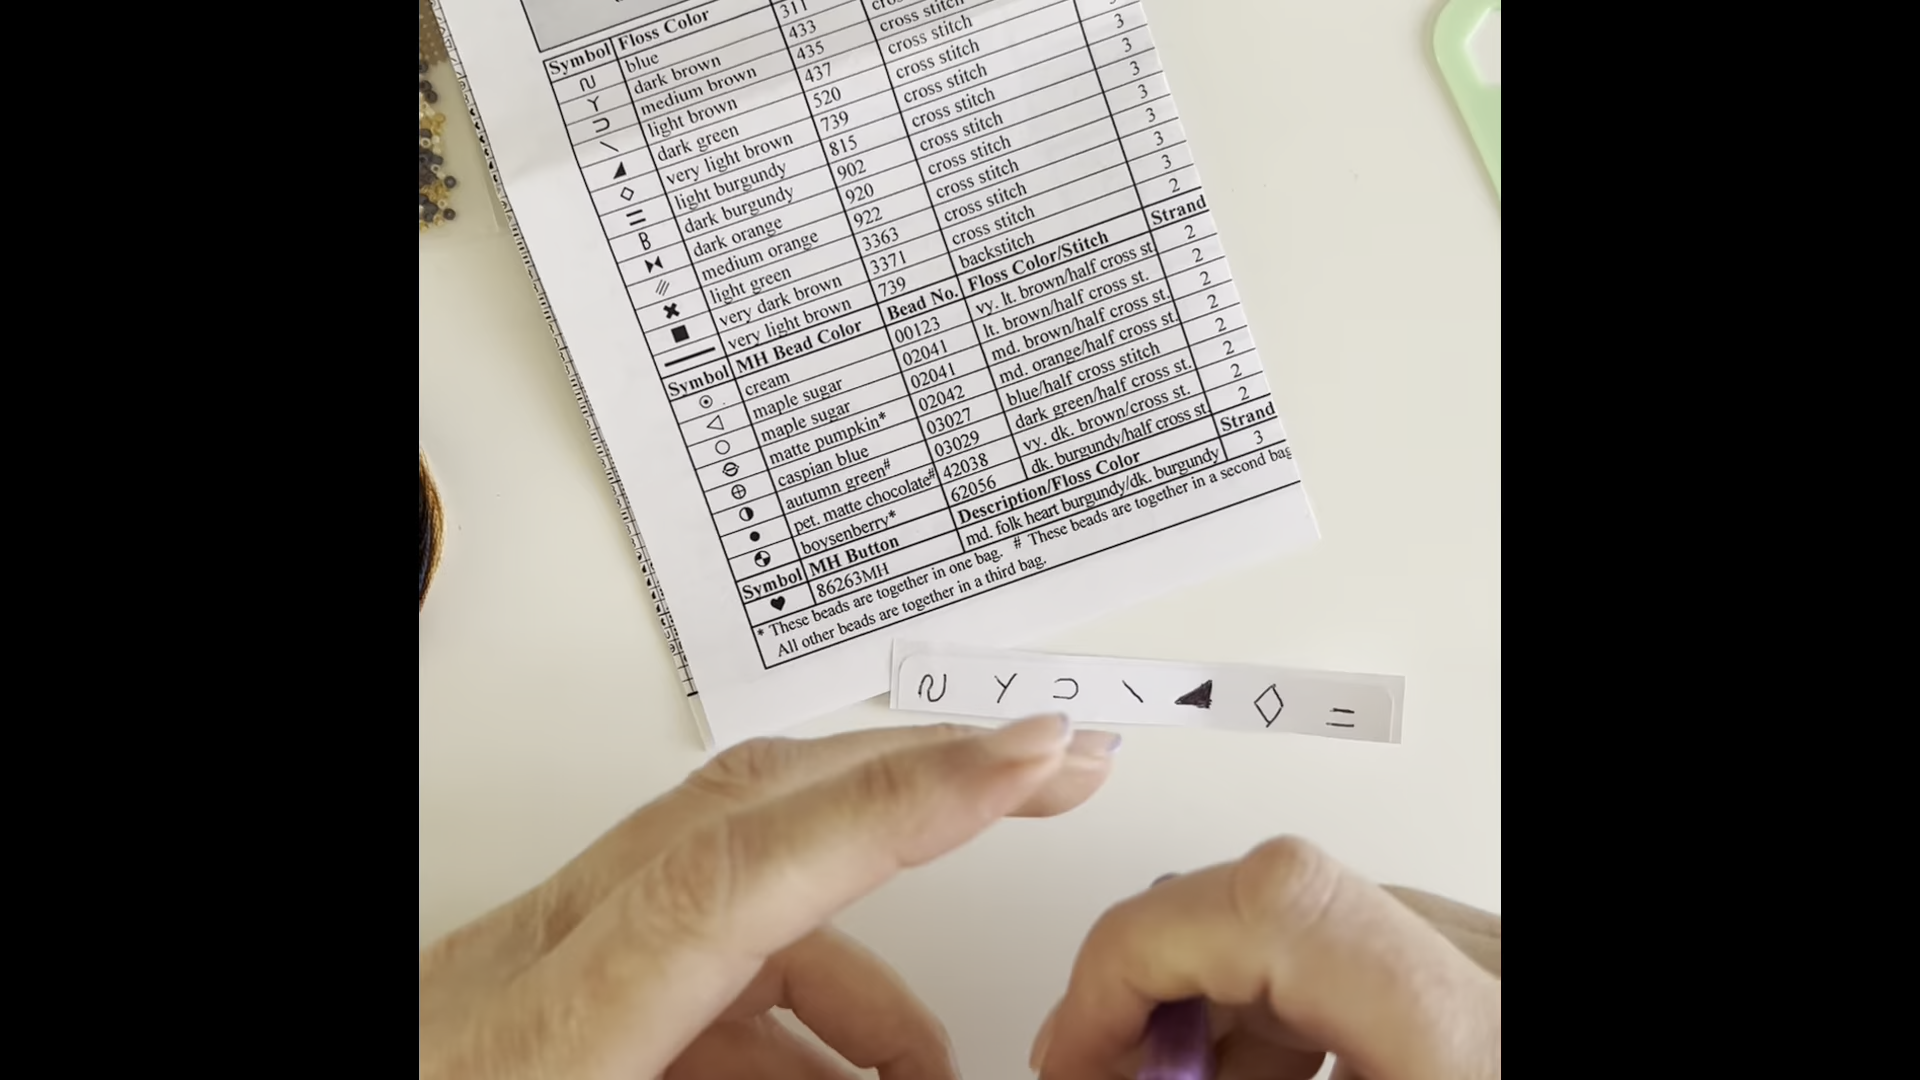 Symbol Floss Color
blue 311
dark brown 433 cross stitch
medium brown 435 cross stitch 3
light brown 437 cross stitch 3
dark green 520 cross stitch 3
very light brown 739 cross stitch 3
light burgundy 815 cross stitch 3
dark burgundy 902 cross stitch 3
B dark orange 920 cross stitch 3
medium orange 922 cross stitch 3
light green 3363 cross stitch 3
very dark brown 3371 cross stitch
very light brown 739 backstitch 2
Symbol MH Bead Color Bead No. Floss Color/Stitch Strand
cream 00123 vy. lt. brown/half cross st. 2
maple sugar 02041 lt. brown/half cross st. 2
maple sugar 02041 md. brown/half cross st. 2
matte pumpkin* 02042 md. orange/half cross st. 2
caspian blue 03027 blue/half cross stitch 2
autumn green# 03029 dark green/half cross st. 2
pet. matte chocolate# 42038 vy. dk. brown/cross st. 2
boysenberry* 62056 dk. burgundy/half cross st. 2
Symbol MH Button Description/Floss Color Strand
♥ 86263MH md. folk heart burgundy/dk. burgundy 3
* These beads are together in one bag. # These beads are together in a second bag
All other beads are together in a third bag.